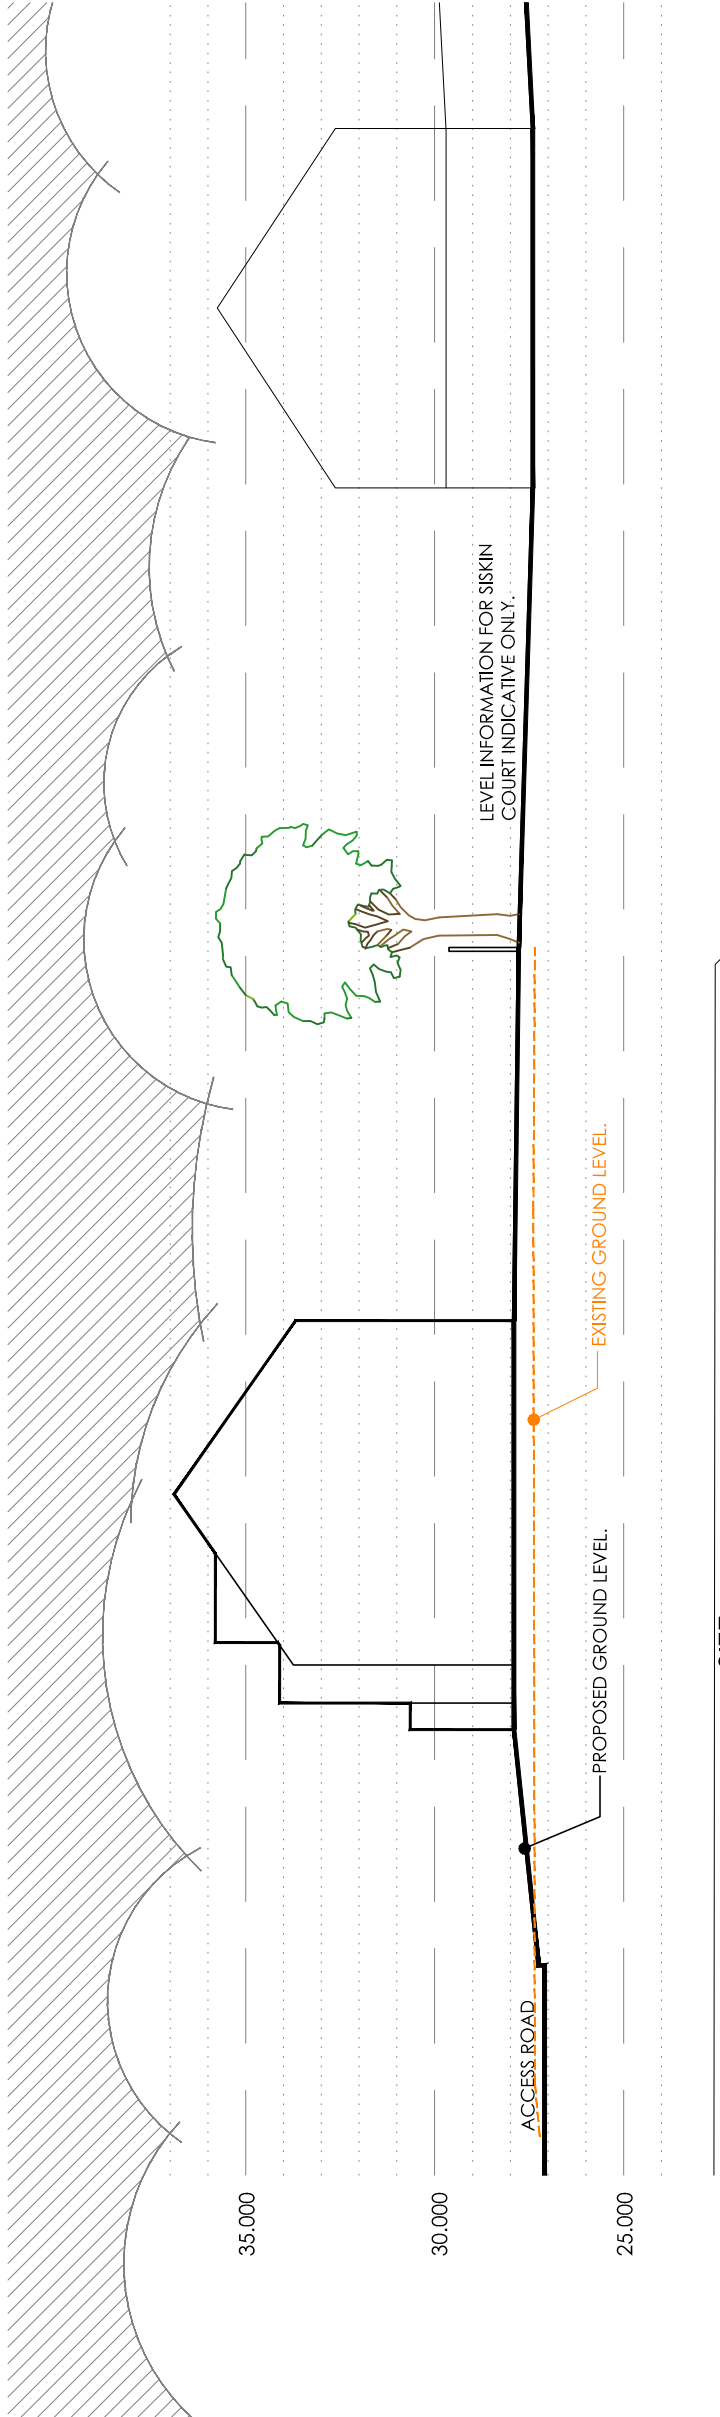 35.000
30.000
25.000
ACCESS ROAD
PROPOSED GROUND LEVEL.
EXISTING GROUND LEVEL.
LEVEL INFORMATION FOR SISKIN
COURT INDICATIVE ONLY.